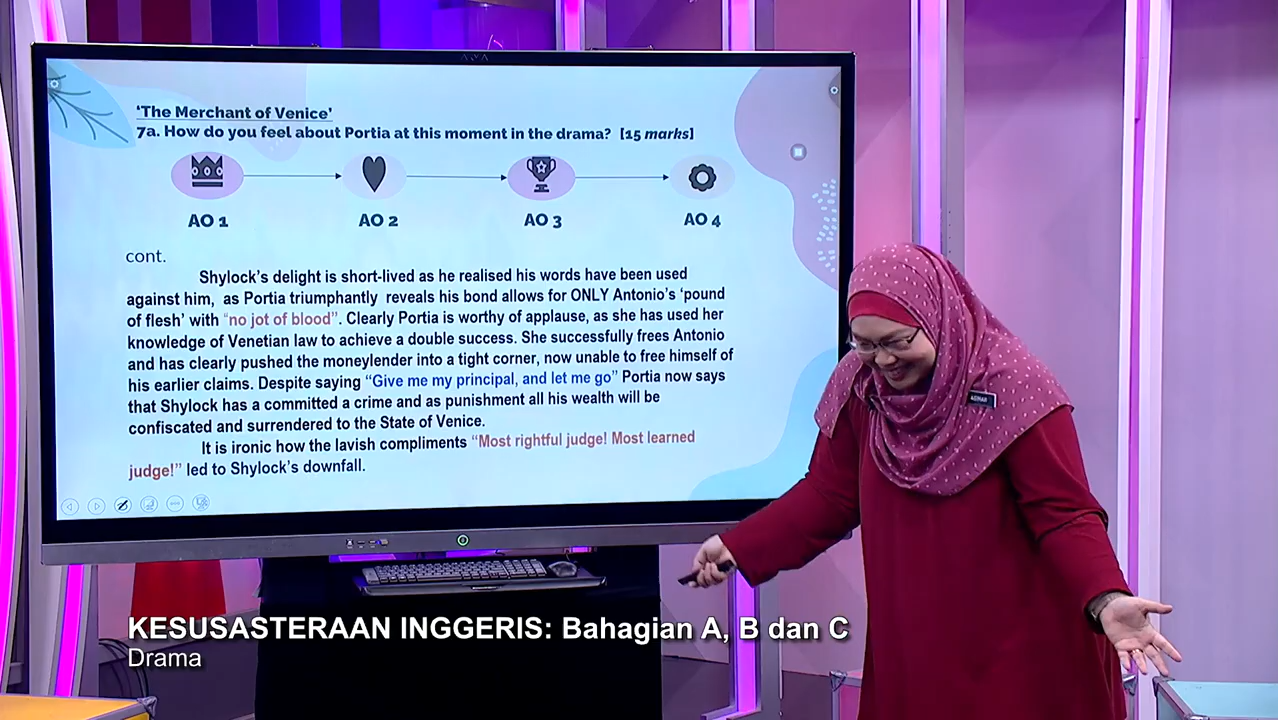 ‘The Merchant of Venice’
7a. How do you feel about Portia at this moment in the drama? [15 marks]
AO 1
AO 2
AO 3
AO 4
cont.
Shylock’s delight is short-lived as he realised his words have been used
against him, as Portia triumphantly reveals his bond allows for ONLY Antonio’s ‘pound
of flesh’ with “no jot of blood”. Clearly Portia is worthy of applause, as she has used her
knowledge of Venetian law to achieve a double success. She successfully frees Antonio
and has clearly pushed the moneylender into a tight corner, now unable to free himself of
his earlier claims. Despite saying “Give me my principal, and let me go” Portia now says
that Shylock has a committed a crime and as punishment all his wealth will be
confiscated and surrendered to the State of Venice.
It is ironic how the lavish compliments “Most rightful judge! Most learned
judge!” led to Shylock’s downfall.
KESUSASTERAAN INGGERIS: Bahagian A, B dan C
Drama